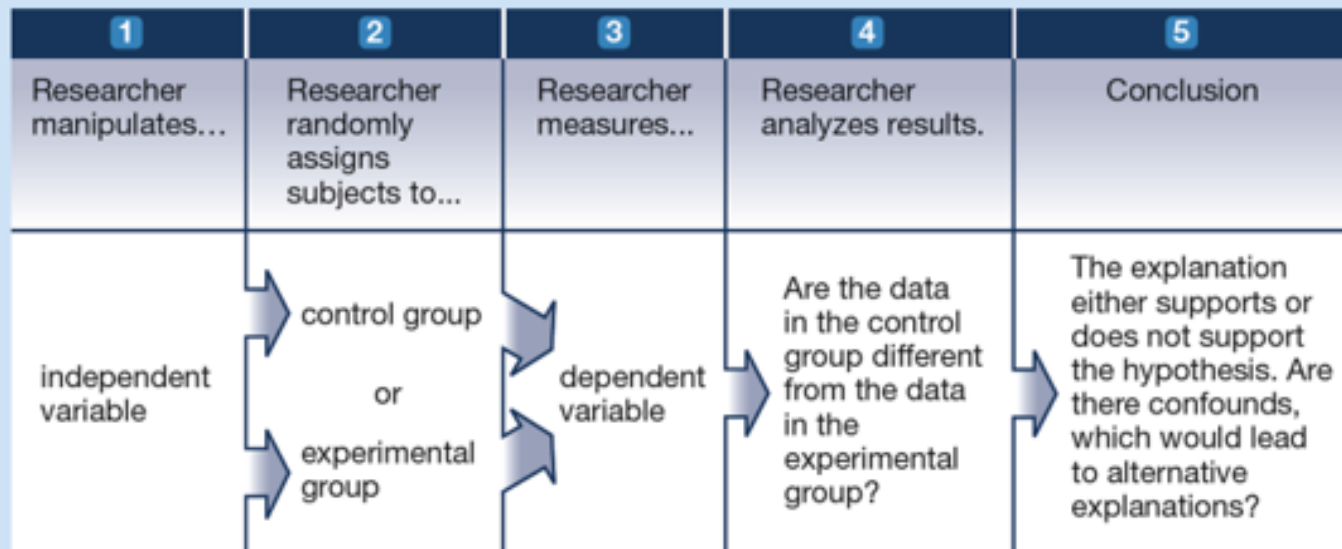 1
2
3
4
5
Researcher
manipulates...
Researcher
randomly
assigns
subjects to...
Researcher
measures...
Researcher
analyzes results.
Conclusion
independent
variable
control group
or
experimental
group
dependent
variable
Are the data
in the control
group different
from the data
in the
experimental
group?
The explanation
either supports or
does not support
the hypothesis. Are
there confounds,
which would lead
to alternative
explanations?